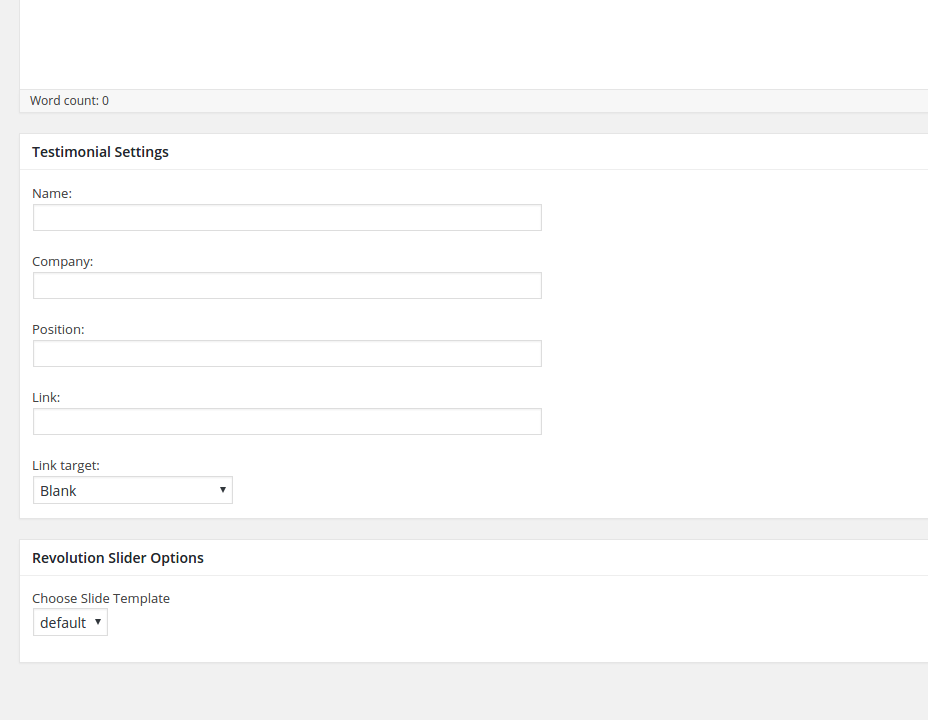 Word count: 0
Testimonial Settings
Name:
Company:
Position:
Link:
Link target:
Blank
Revolution Slider Options
Choose Slide Template
default